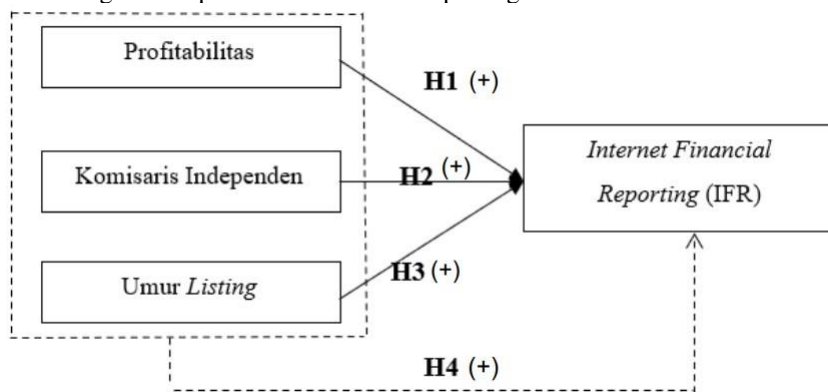 Profitabilitas
H1 (+)
Internet Financial
Reporting (IFR)
Komisaris Independen
H2 (+)
Umur Listing
H3 (+)
H4 (+)